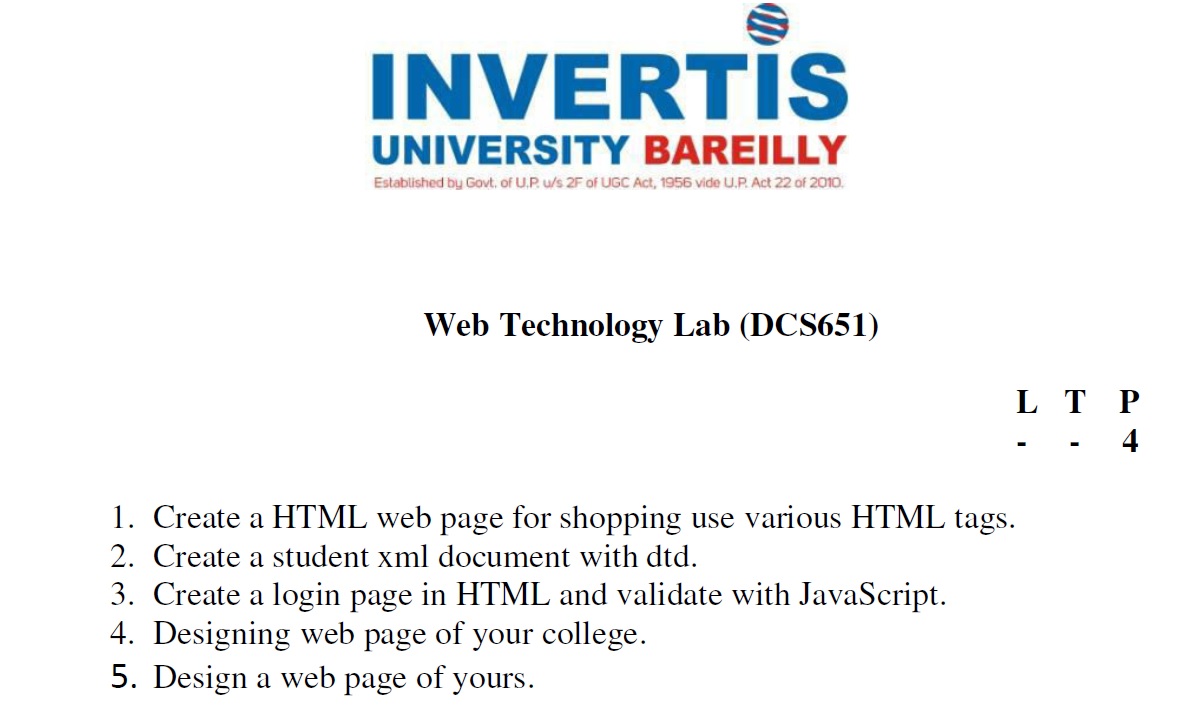 INVERTIS
UNIVERSITY BAREILLY
Established by Govt. of U.P. u/s 2F of UGC Act, 1956 vide U.P. Act 22 of 2010.
Web Technology Lab (DCS651)
L T P
- - 4
1. Create a HTML web page for shopping use various HTML tags.
2. Create a student xml document with dtd.
3. Create a login page in HTML and validate with JavaScript.
4. Designing web page of your college.
5. Design a web page of yours.